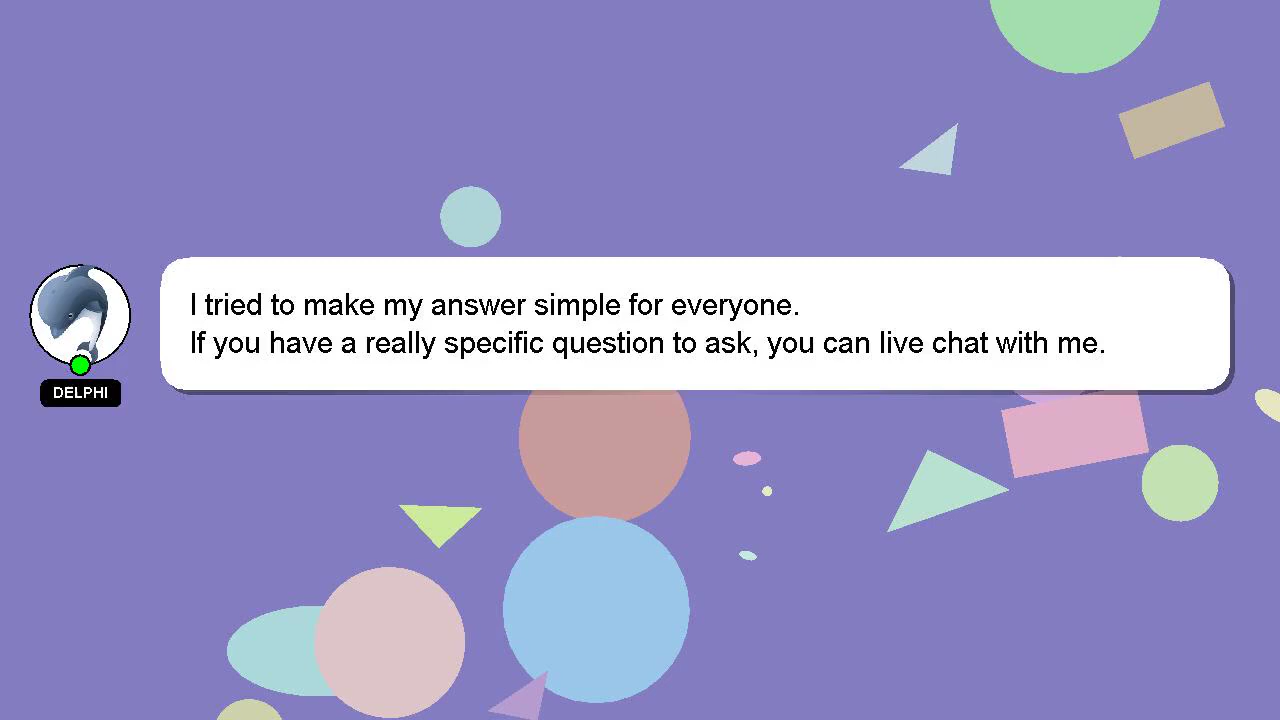 I tried to make my answer simple for everyone.
If you have a really specific question to ask, you can live chat with me.
DELPHI